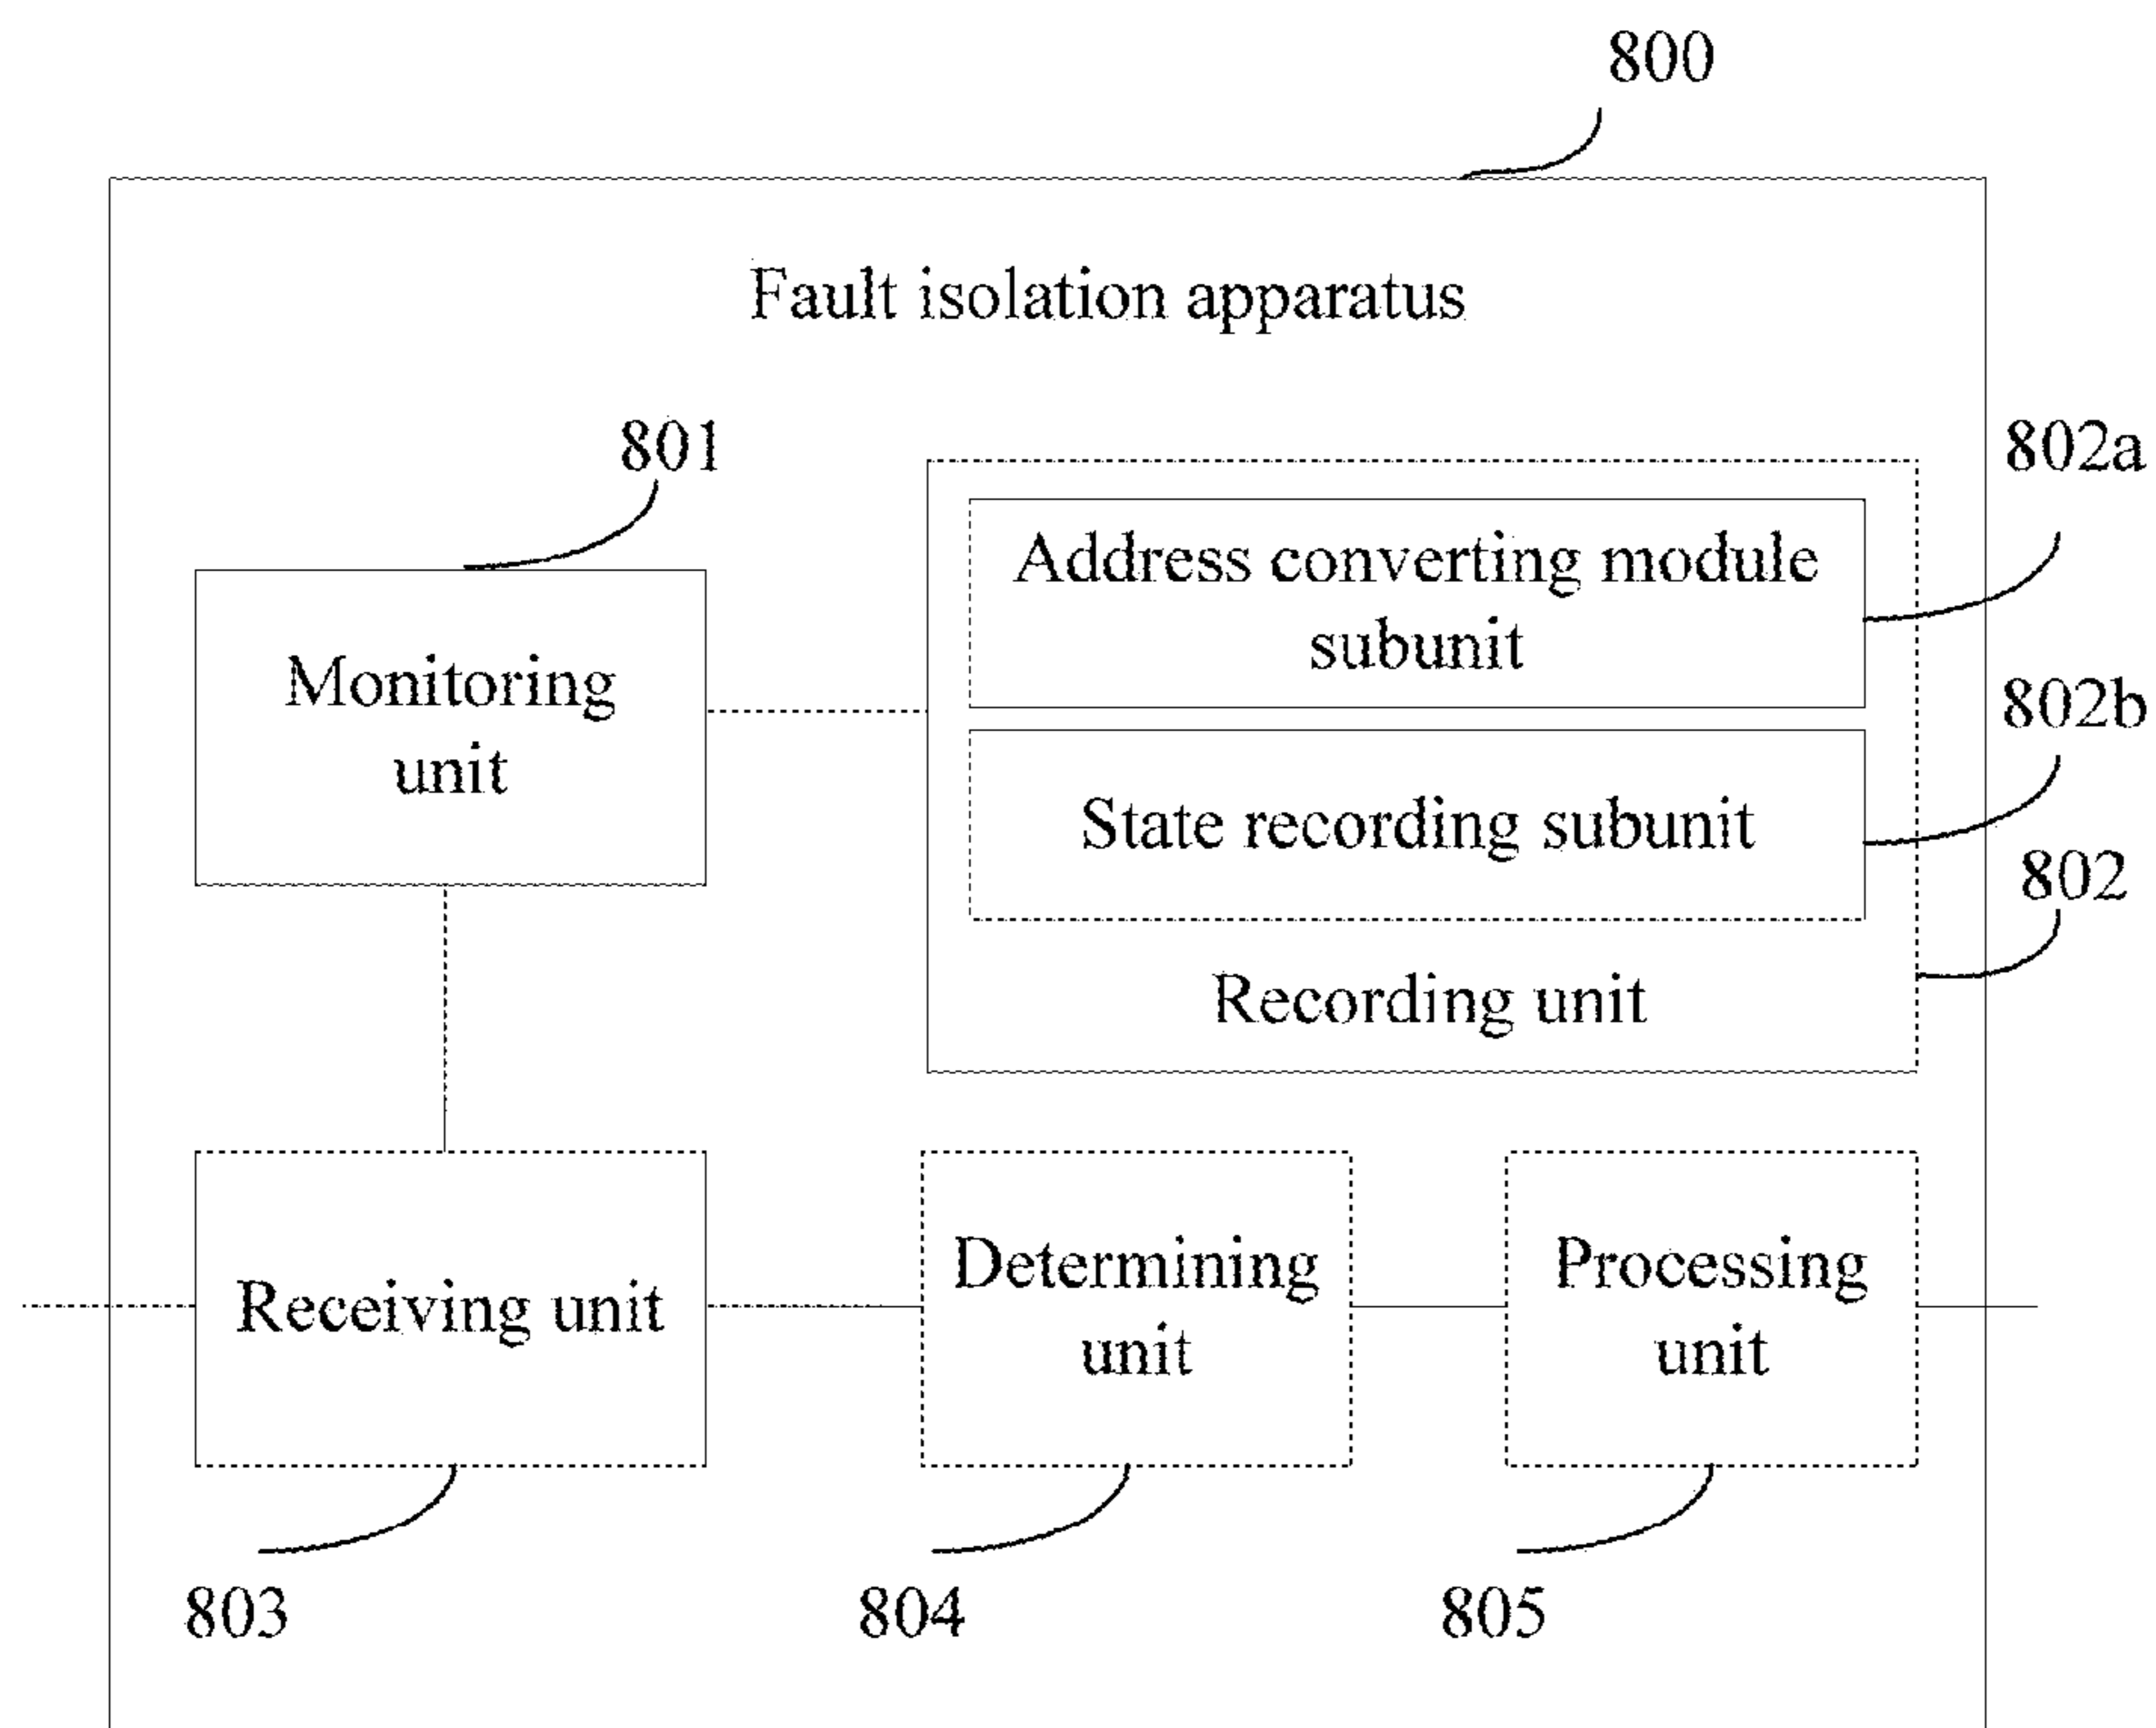 800
Fault isolation apparatus
801
802a
Address converting module
subunit
Monitoring
unit
802b
State recording subunit
802
Recording unit
Receiving unit
Determining
unit
Processing
unit
803
804
805